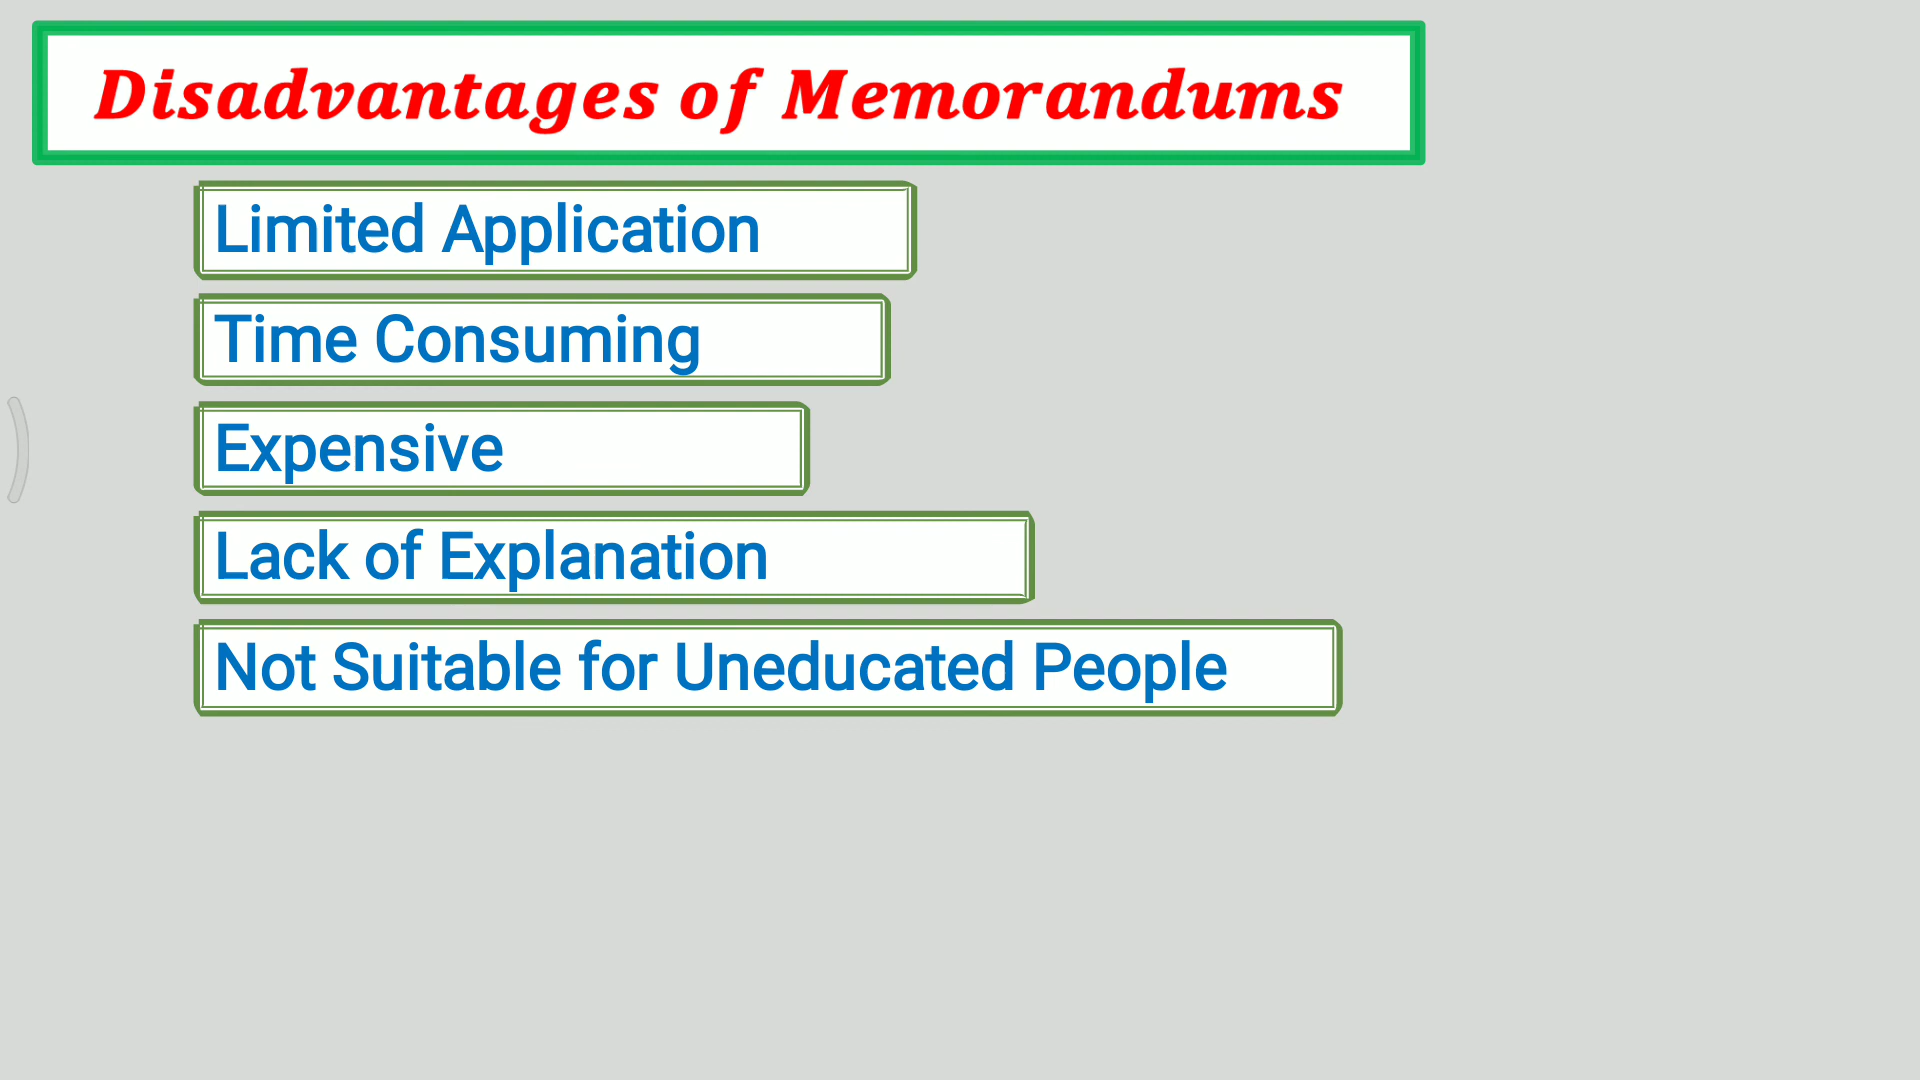 Disadvantages of Memorandums
Limited Application
Time Consuming
Expensive
Lack of Explanation
Not Suitable for Uneducated People